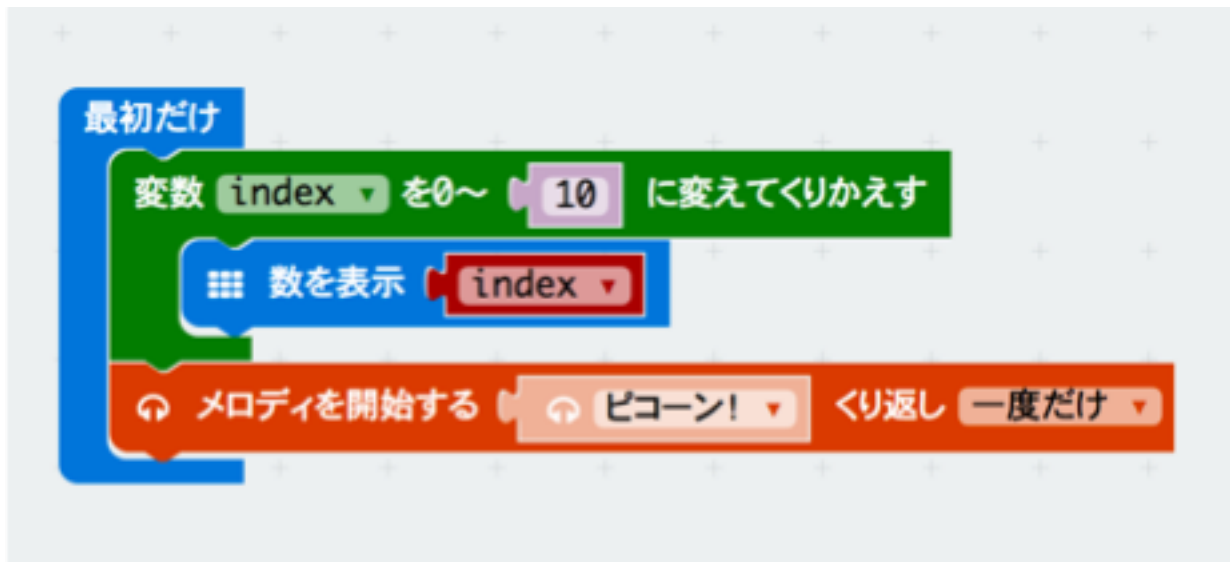 最初だけ
変数 index を0～ 10 に変えてくりかえす
数を表示 index
メロディを開始する ピコーン! くり返し 一度だけ